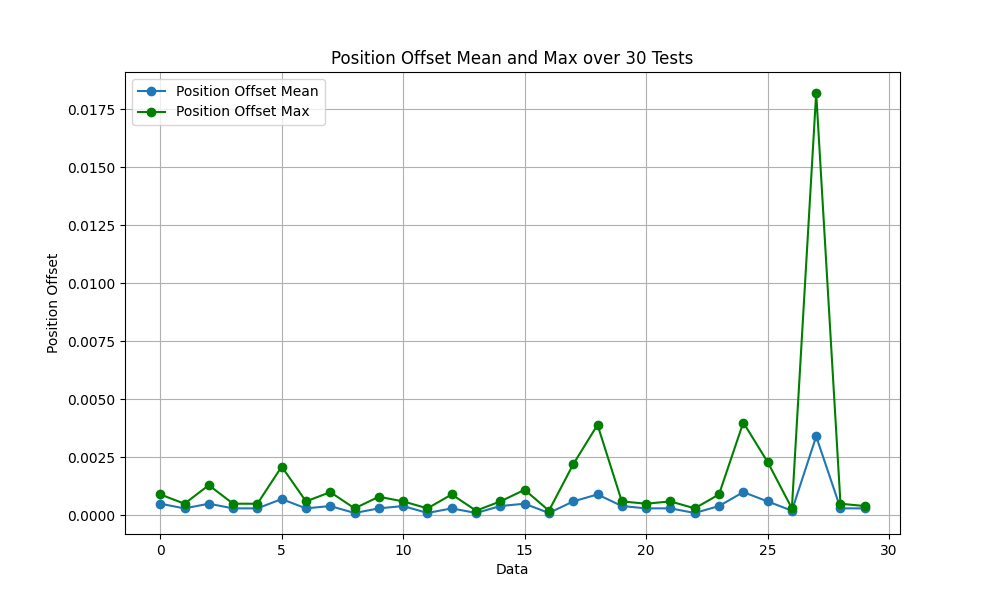 Position Offset Mean and Max over 30 Tests
Position Offset Mean
Position Offset Max
0.0175
0.0150
0.0125
0.0100
0.0075
0.0050
0.0025
0.0000
Position Offset
0 5 10 15 20 25 30
Data